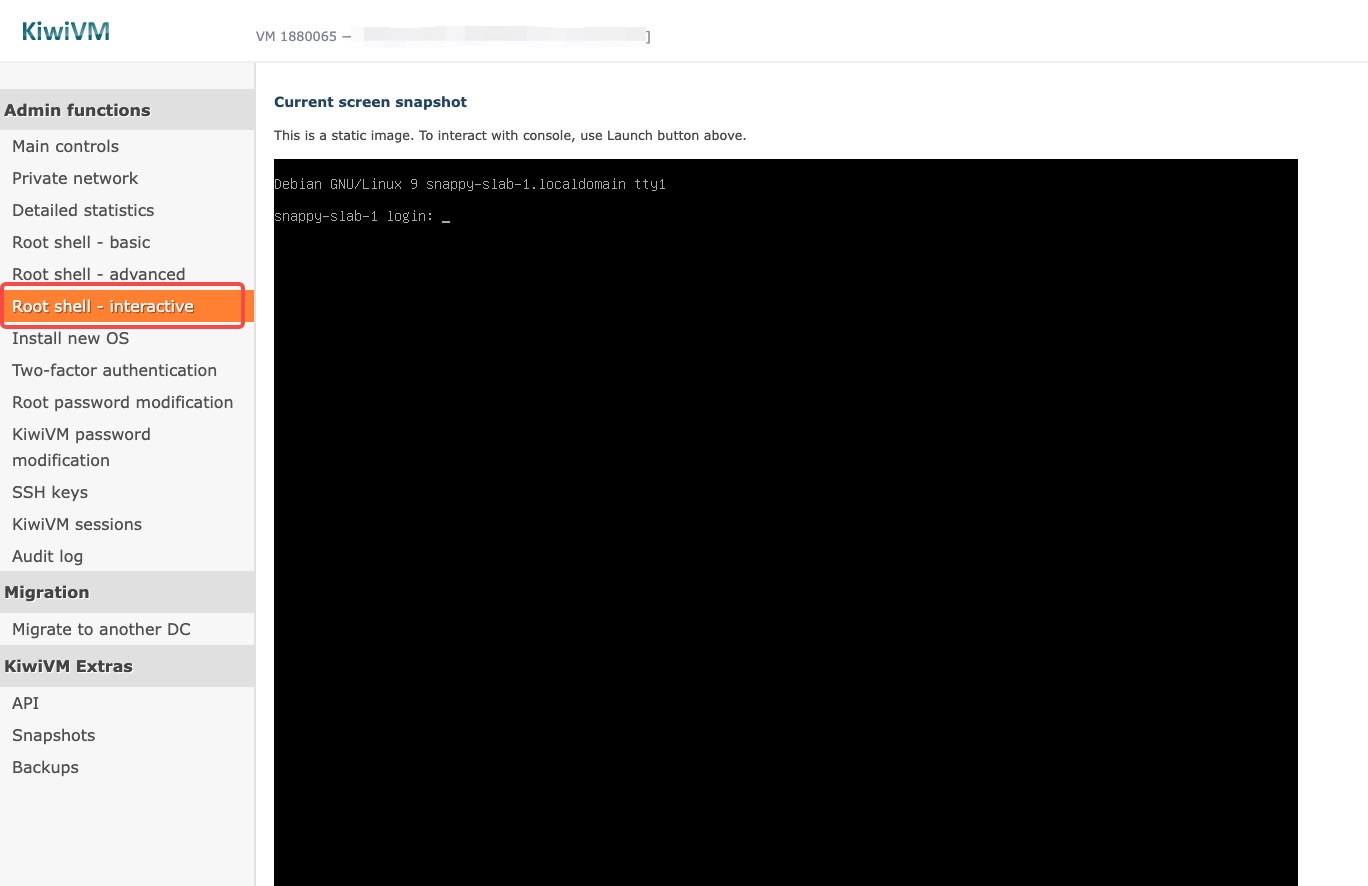 KiwiVM
VM 1880065 –
]
Admin functions
Main controls
Private network
Detailed statistics
Root shell - basic
Root shell - advanced
Root shell - interactive
Install new OS
Two-factor authentication
Root password modification
KiwiVM password
modification
SSH keys
KiwiVM sessions
Audit log
Migration
Migrate to another DC
KiwiVM Extras
API
Snapshots
Backups
Current screen snapshot
This is a static image. To interact with console, use Launch button above.
Debian GNU/Linux 9 snappy-slab-1.localdomain tty1
snappy-slab-1 login: _